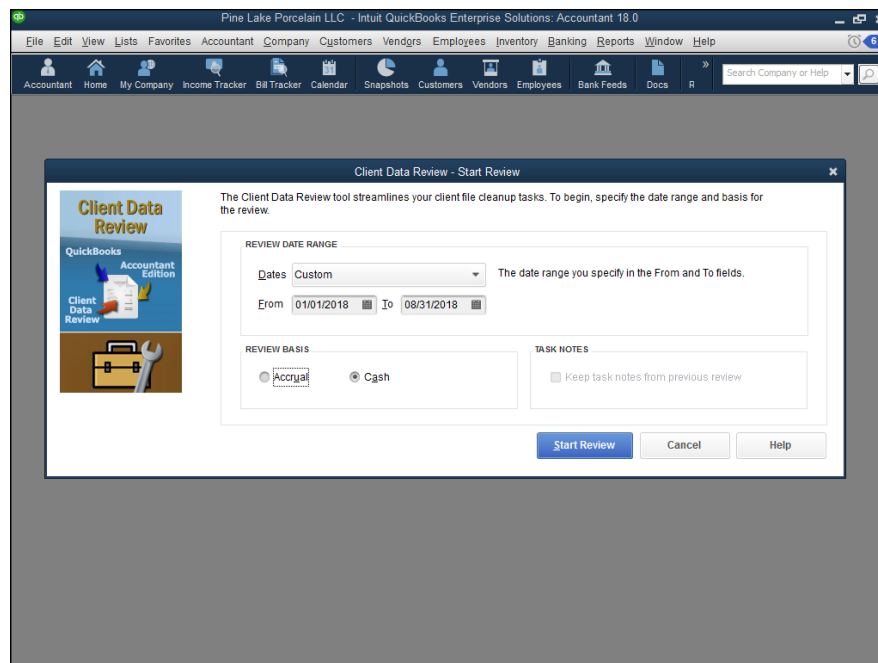 Pine Lake Porcelain LLC - Intuit QuickBooks Enterprise Solutions: Accountant 18.0
File Edit View Lists Favorites Accountant Company Customers Vendors Employees Inventory Banking Reports Window Help 6
Accountant Home My Company Income Tracker Bill Tracker Calendar Snapshots Customers Vendors Employees Bank Feeds Docs R » Search Company or Help
Client Data Review - Start Review
Client Data
Review
QuickBooks
Accountant
Edition
Client
Data
Review
The Client Data Review tool streamlines your client file cleanup tasks. To begin, specify the date range and basis for
the review.
REVIEW DATE RANGE
Dates Custom The date range you specify in the From and To fields.
From 01/01/2018 To 08/31/2018
REVIEW BASIS
Accrual Cash
TASK NOTES
Keep task notes from previous review
Start Review Cancel Help